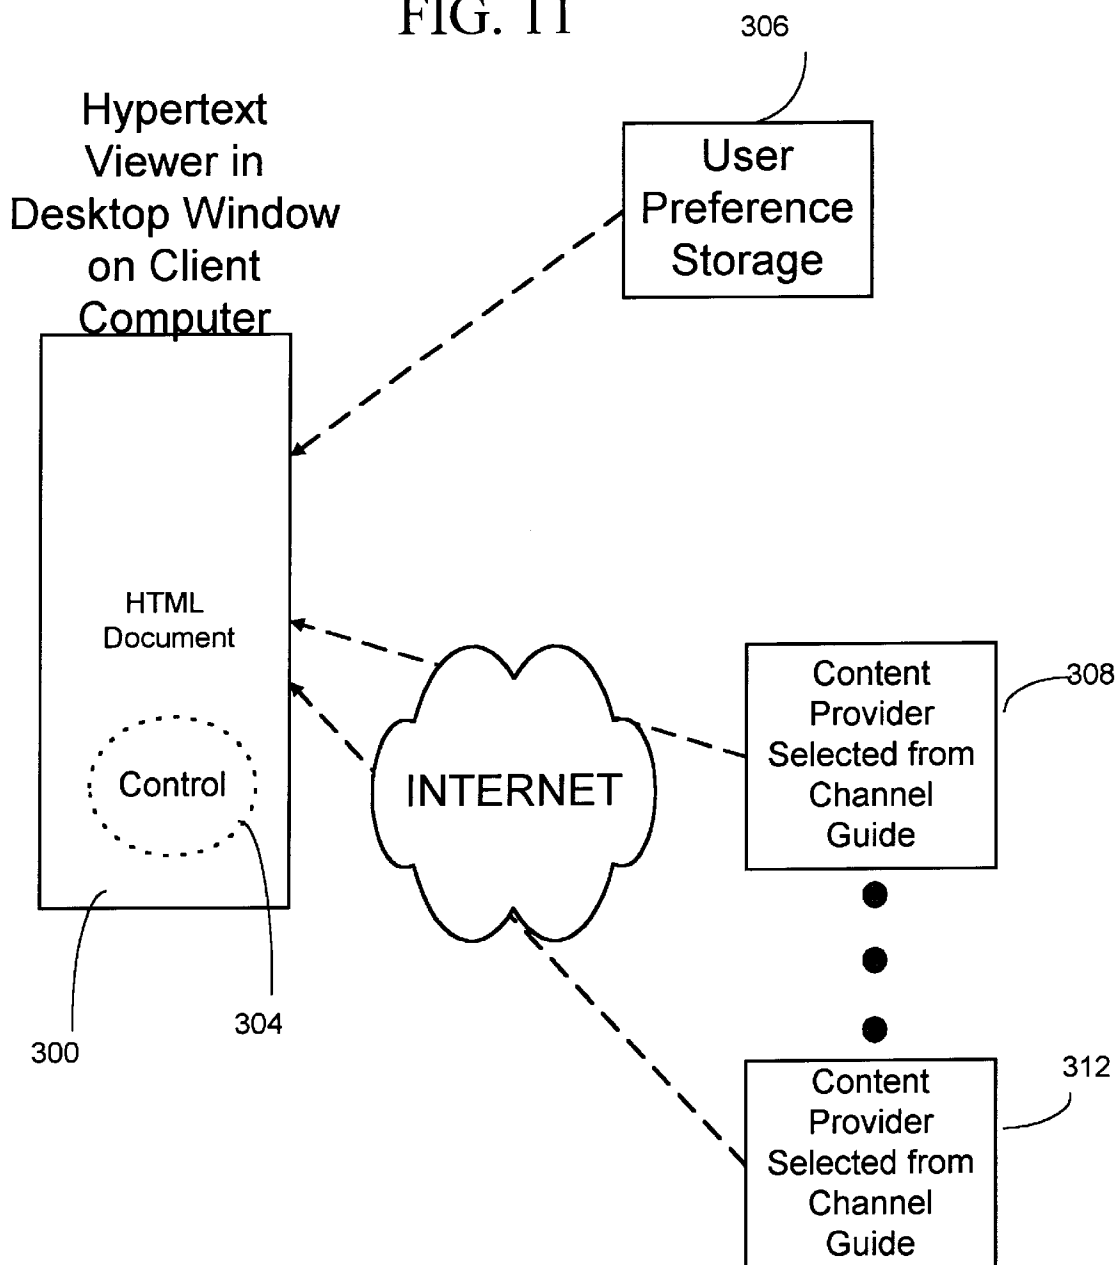 FIG. 11
306
Hypertext
Viewer in
Desktop Window
on Client
Computer
User
Preference
Storage
HTML
Document
Control
304
300
INTERNET
Content
Provider
Selected from
Channel
Guide
308
Content
Provider
Selected from
Channel
Guide
312